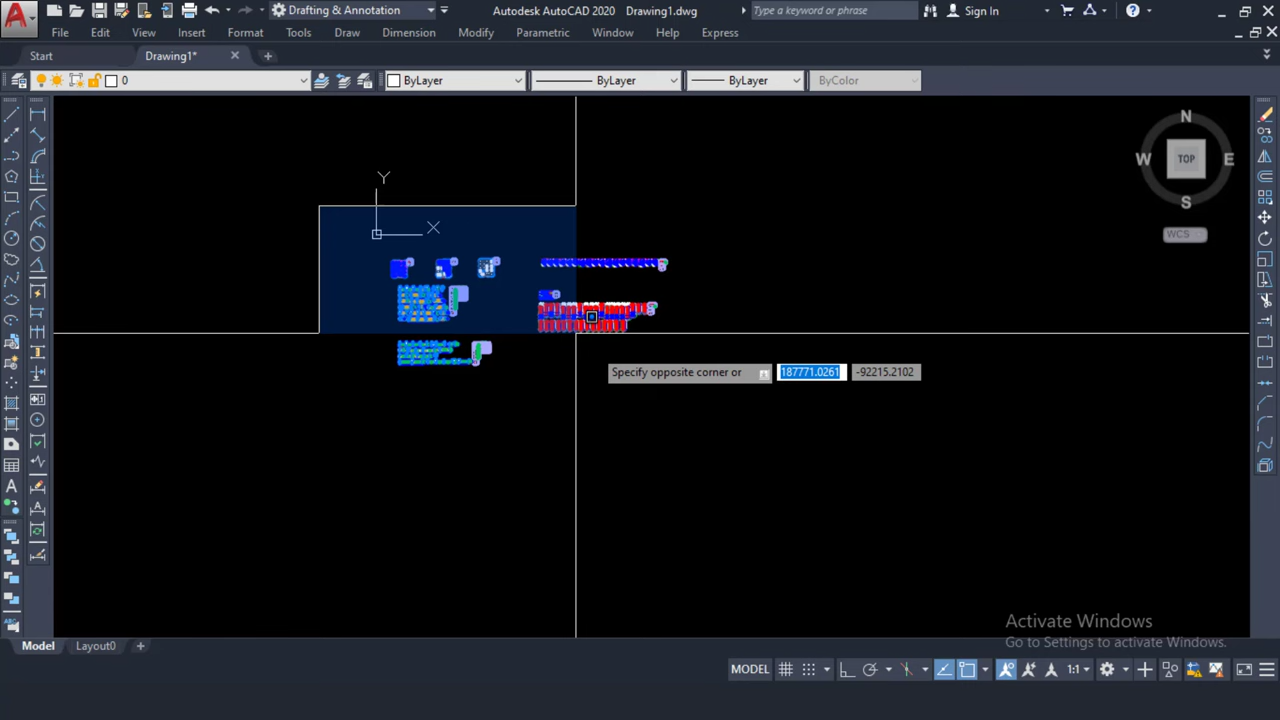 Drafting & Annotation
Autodesk AutoCAD 2020 Drawing1.dwg
Type a keyword or phrase
Sign In
File Edit View Insert Format Tools Draw Dimension Modify Parametric Window Help Express
Start
Drawing1*
0
ByLayer
ByLayer
ByLayer
ByColor
N
W TOP E
S
WCS
Y
X
Specify opposite corner or 187771.0261 -92215.2102
Activate Windows
Go to Settings to activate Windows.
Model Layout0
MODEL
1:1